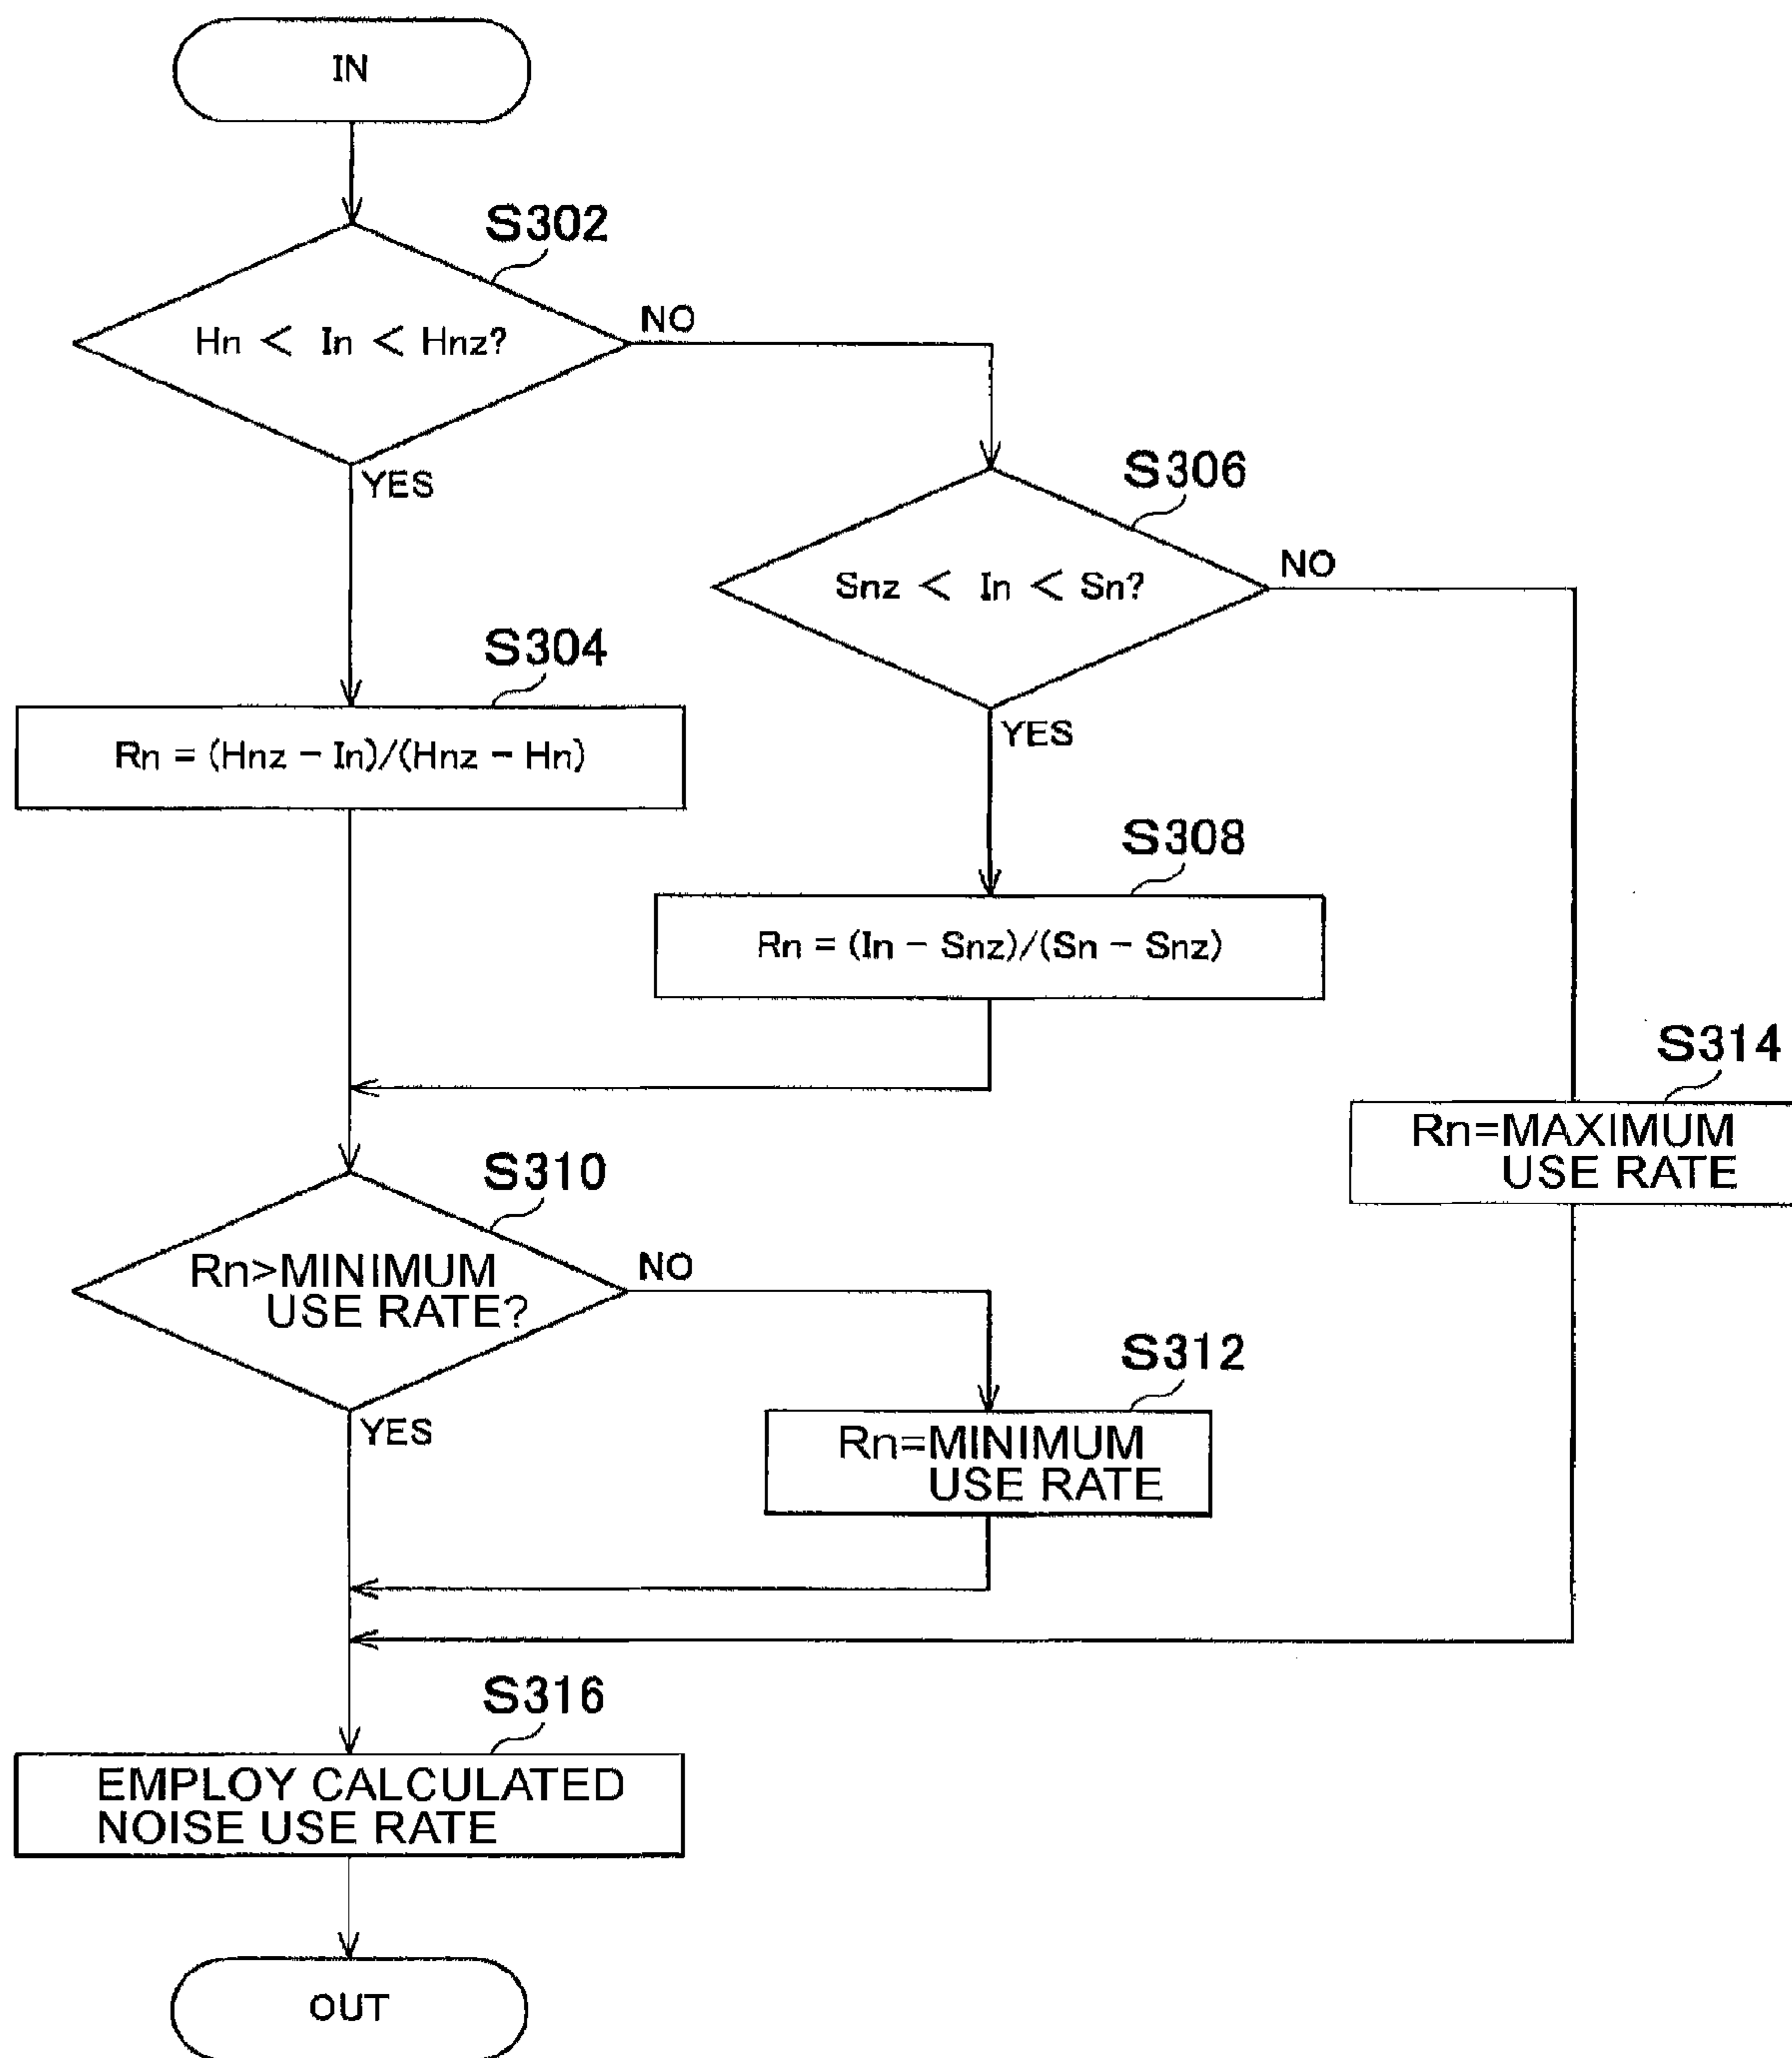 IN
S302
Hn < In < Hnz?
NO
YES
S306
Snz < In < Sn?
NO
YES
S304
Rn = (Hnz - In)/(Hnz - Hn)
S308
Rn = (In - Snz)/(Sn - Snz)
S314
Rn=MAXIMUM
USE RATE
S310
Rn>MINIMUM
USE RATE?
NO
YES
S312
Rn=MINIMUM
USE RATE
S316
EMPLOY CALCULATED
NOISE USE RATE
OUT